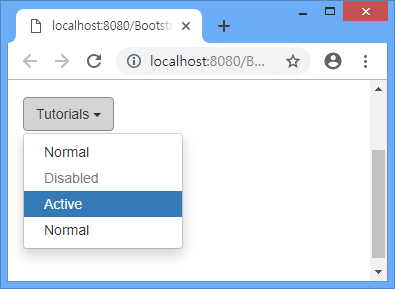 localhost:8080/Bootstr
localhost:8080/B...
Tutorials
Normal
Disabled
Active
Normal